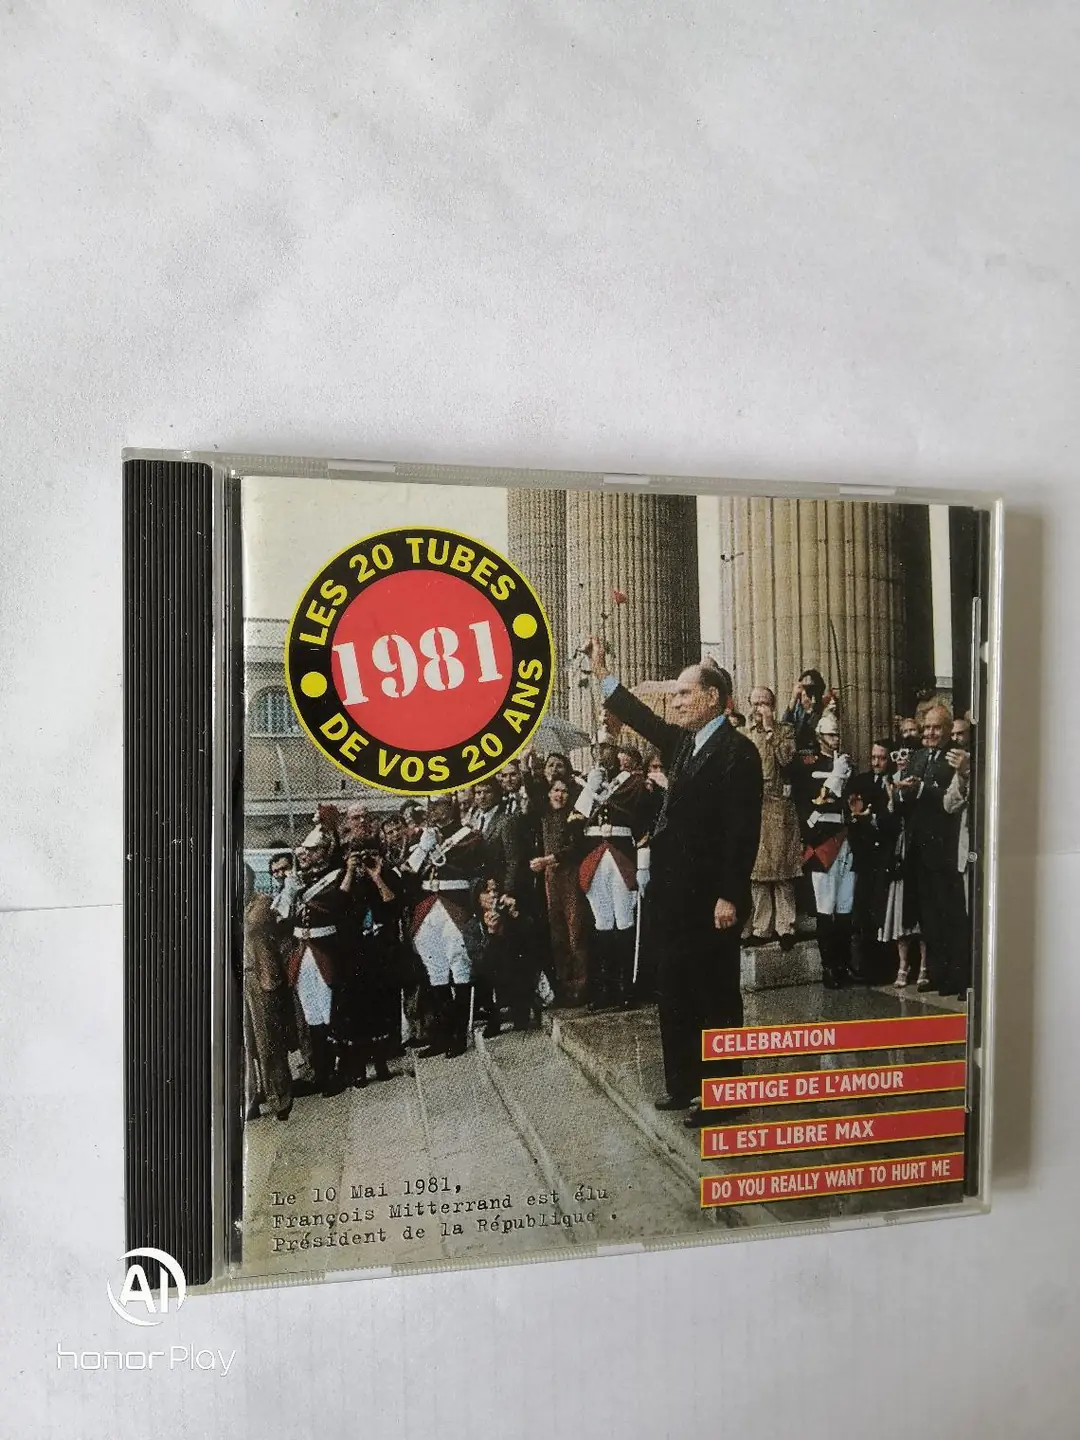 LES 20 TUBES
1981
DE VOS 20 ANS
CELEBRATION
VERTIGE DE L'AMOUR
IL EST LIBRE MAX
DO YOU REALLY WANT TO HURT ME
Le 10 Mai 1981,
François Mitterrand est élu
Président de la République.
AI
honor Play